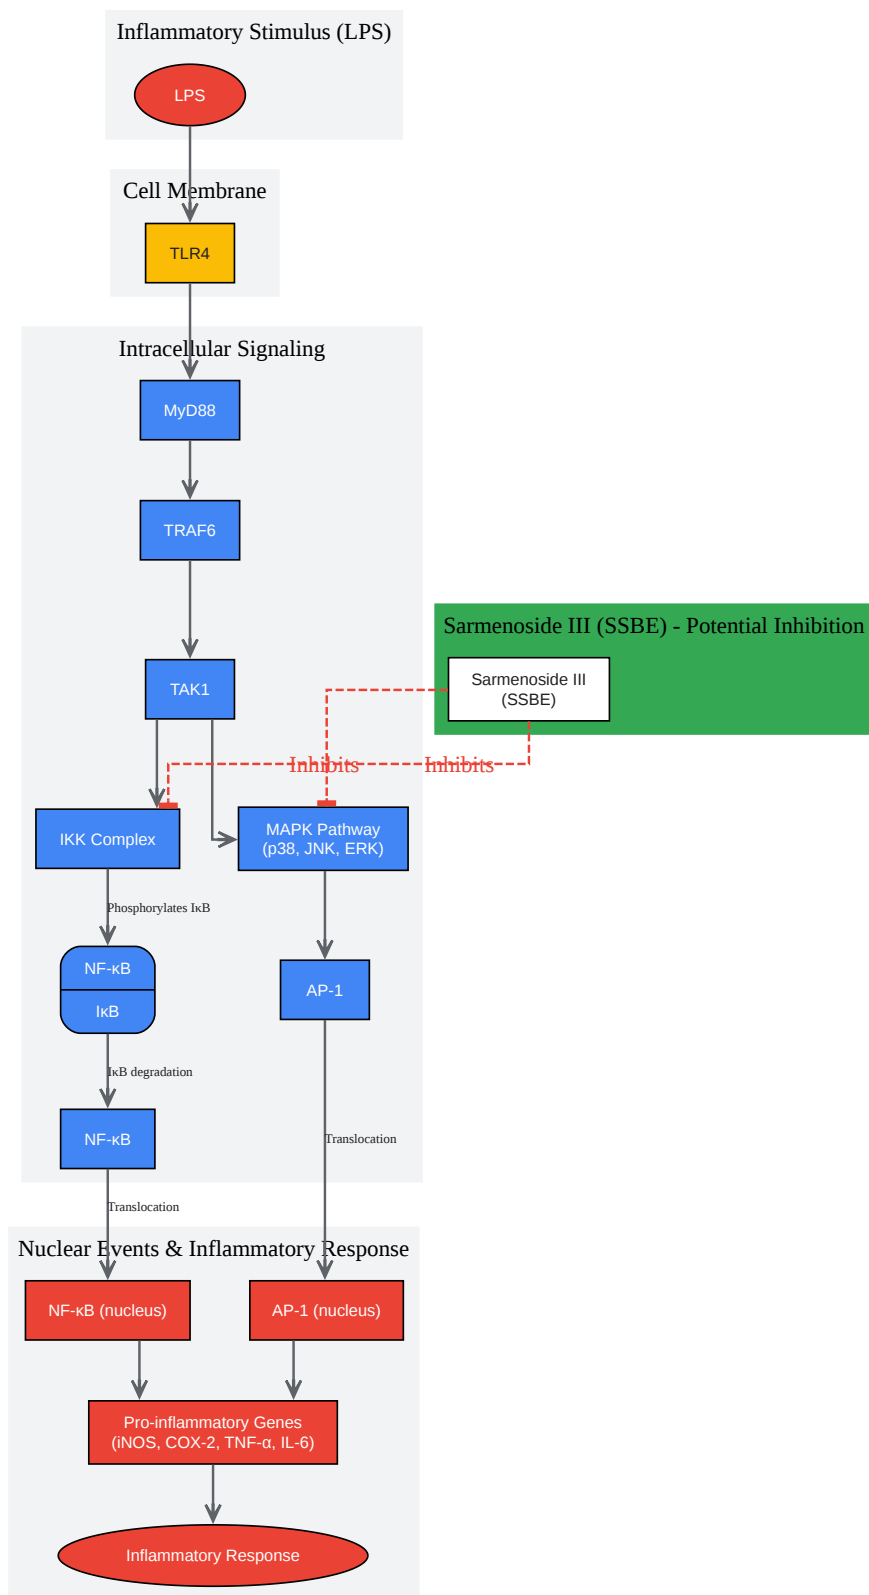 Inflammatory Stimulus (LPS)
LPS
Cell Membrane
TLR4
Intracellular Signaling
MyD88
TRAF6
Sarmenoside III (SSBE) - Potential Inhibition
Sarmenoside III
(SSBE)
TAK1
Inhibits
Inhibits
IKK Complex
MAPK Pathway
(p38, JNK, ERK)
Phosphorylates IκB
NF-κB
IκB
AP-1
IκB degradation
NF-κB
Translocation
Translocation
Nuclear Events & Inflammatory Response
NF-κB (nucleus)
AP-1 (nucleus)
Pro-inflammatory Genes
(iNOS, COX-2, TNF-α, IL-6)
Inflammatory Response